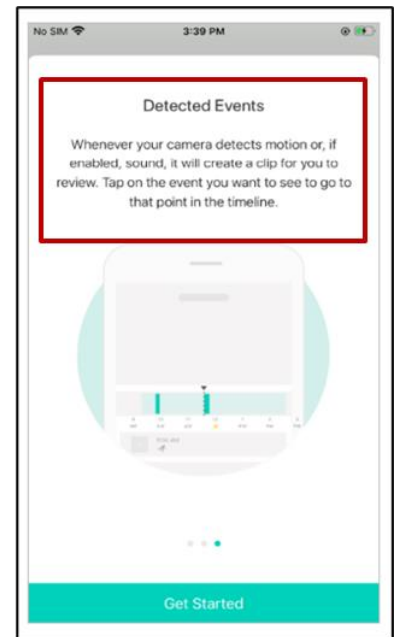 No SIM 3:39 PM
Detected Events
Whenever your camera detects motion or, if
enabled, sound, it will create a clip for you to
review. Tap on the event you want to see to go to
that point in the timeline.
Get Started